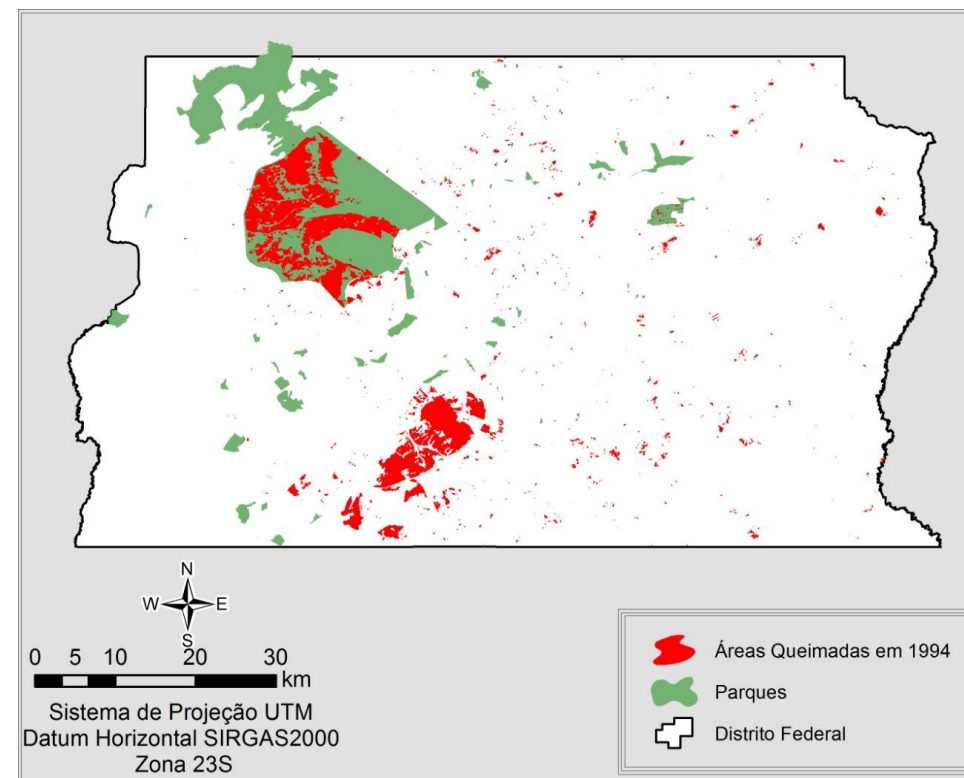 N
W E
S
0 5 10 20 30
km
Sistema de Projeção UTM
Datum Horizontal SIRGAS2000
Zona 23S
Áreas Queimadas em 1994
Parques
Distrito Federal